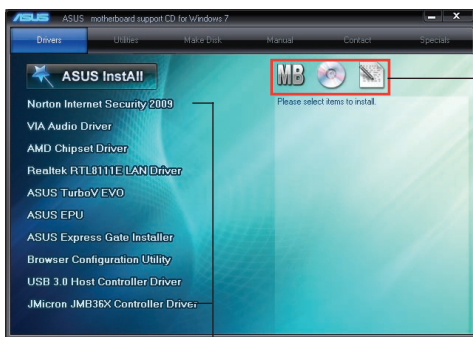 ASUS ASUS motherboard support CD for Windows 7
Drivers Utilities Make Disk Manual Contact Specials
ASUS InstAll
MB
Please select items to install.
Norton Internet Security 2009
VIA Audio Driver
AMD Chipset Driver
Realtek RTL8111E LAN Driver
ASUS TurboV EVO
ASUS EPU
ASUS Express Gate Installer
Browser Configuration Utility
USB 3.0 Host Controller Driver
JMicron JMB36X Controller Driver